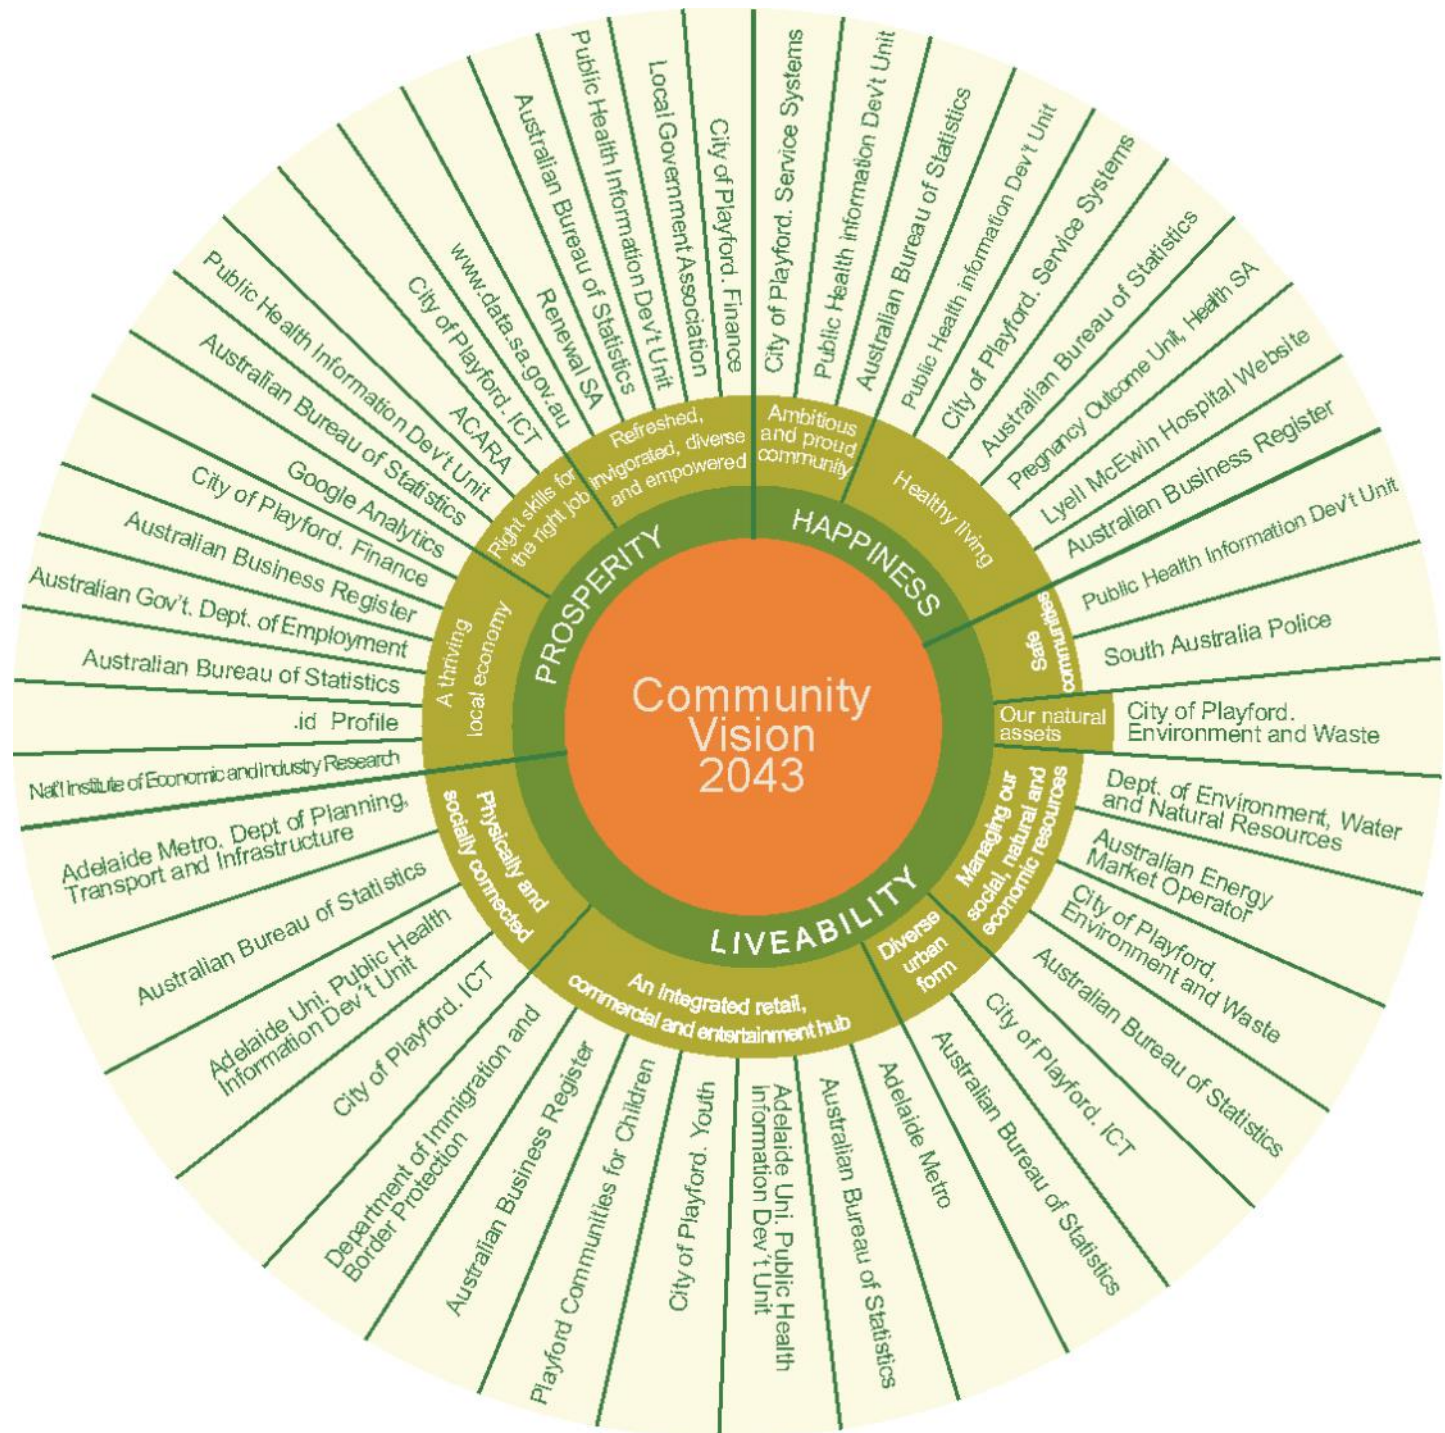 Community
Vision
2043
HAPPINESS
LIVEABILITY
PROSPERITY
Ambitious
and proud
community
City of Playford. Service Systems
Public Health information Dev't Unit
Australian Bureau of Statistics
Healthy living
Public Health information Dev't Unit
City of Playford. Service Systems
Australian Bureau of Statistics
Pregnancy Outcome Unit, Health SA
Lyell McEwin Hospital Website
Australian Business Register
Safe
communities
Public Health Information Dev't Unit
South Australia Police
Our natural
assets
City of Playford.
Environment and Waste
Managing our
social, natural and
economic resources
Dept. of Environment, Water
and Natural Resources
Australian Energy
Market Operator
City of Playford,
Environment and Waste
Australian Bureau of Statistics
Diverse
urban
form
City of Playford. ICT
Australian Bureau of Statistics
An integrated retail,
commercial and entertainment hub
Adelaide Metro
Australian Bureau of Statistics
Adelaide Uni. Public Health
information Dev't Unit
City of Playford. Youth
Playford Communities for Children
Australian Business Register
Department of Immigration and
Border Protection
Physically and
socially connected
City of Playford. ICT
Adelaide Uni. Public Health
Information Dev't Unit
Australian Bureau of Statistics
Adelaide Metro, Dept of Planning,
Transport and Infrastructure
A thriving
local economy
Nat'l institute of Economic and Industry Research
.id Profile
Australian Bureau of Statistics
Australian Gov't. Dept. of Employment
Australian Business Register
City of Playford. Finance
Google Analytics
Right skills for
the right job
Australian Bureau of Statistics
Public Health Information Dev't Unit
ACARA
City of Playford. ICT
www.data.sa.gov.au
Refreshed,
invigorated, diverse
and empowered
Renewal SA
Australian Bureau of Statistics
Public Health Information Dev't Unit
Local Government Association
City of Playford. Finance